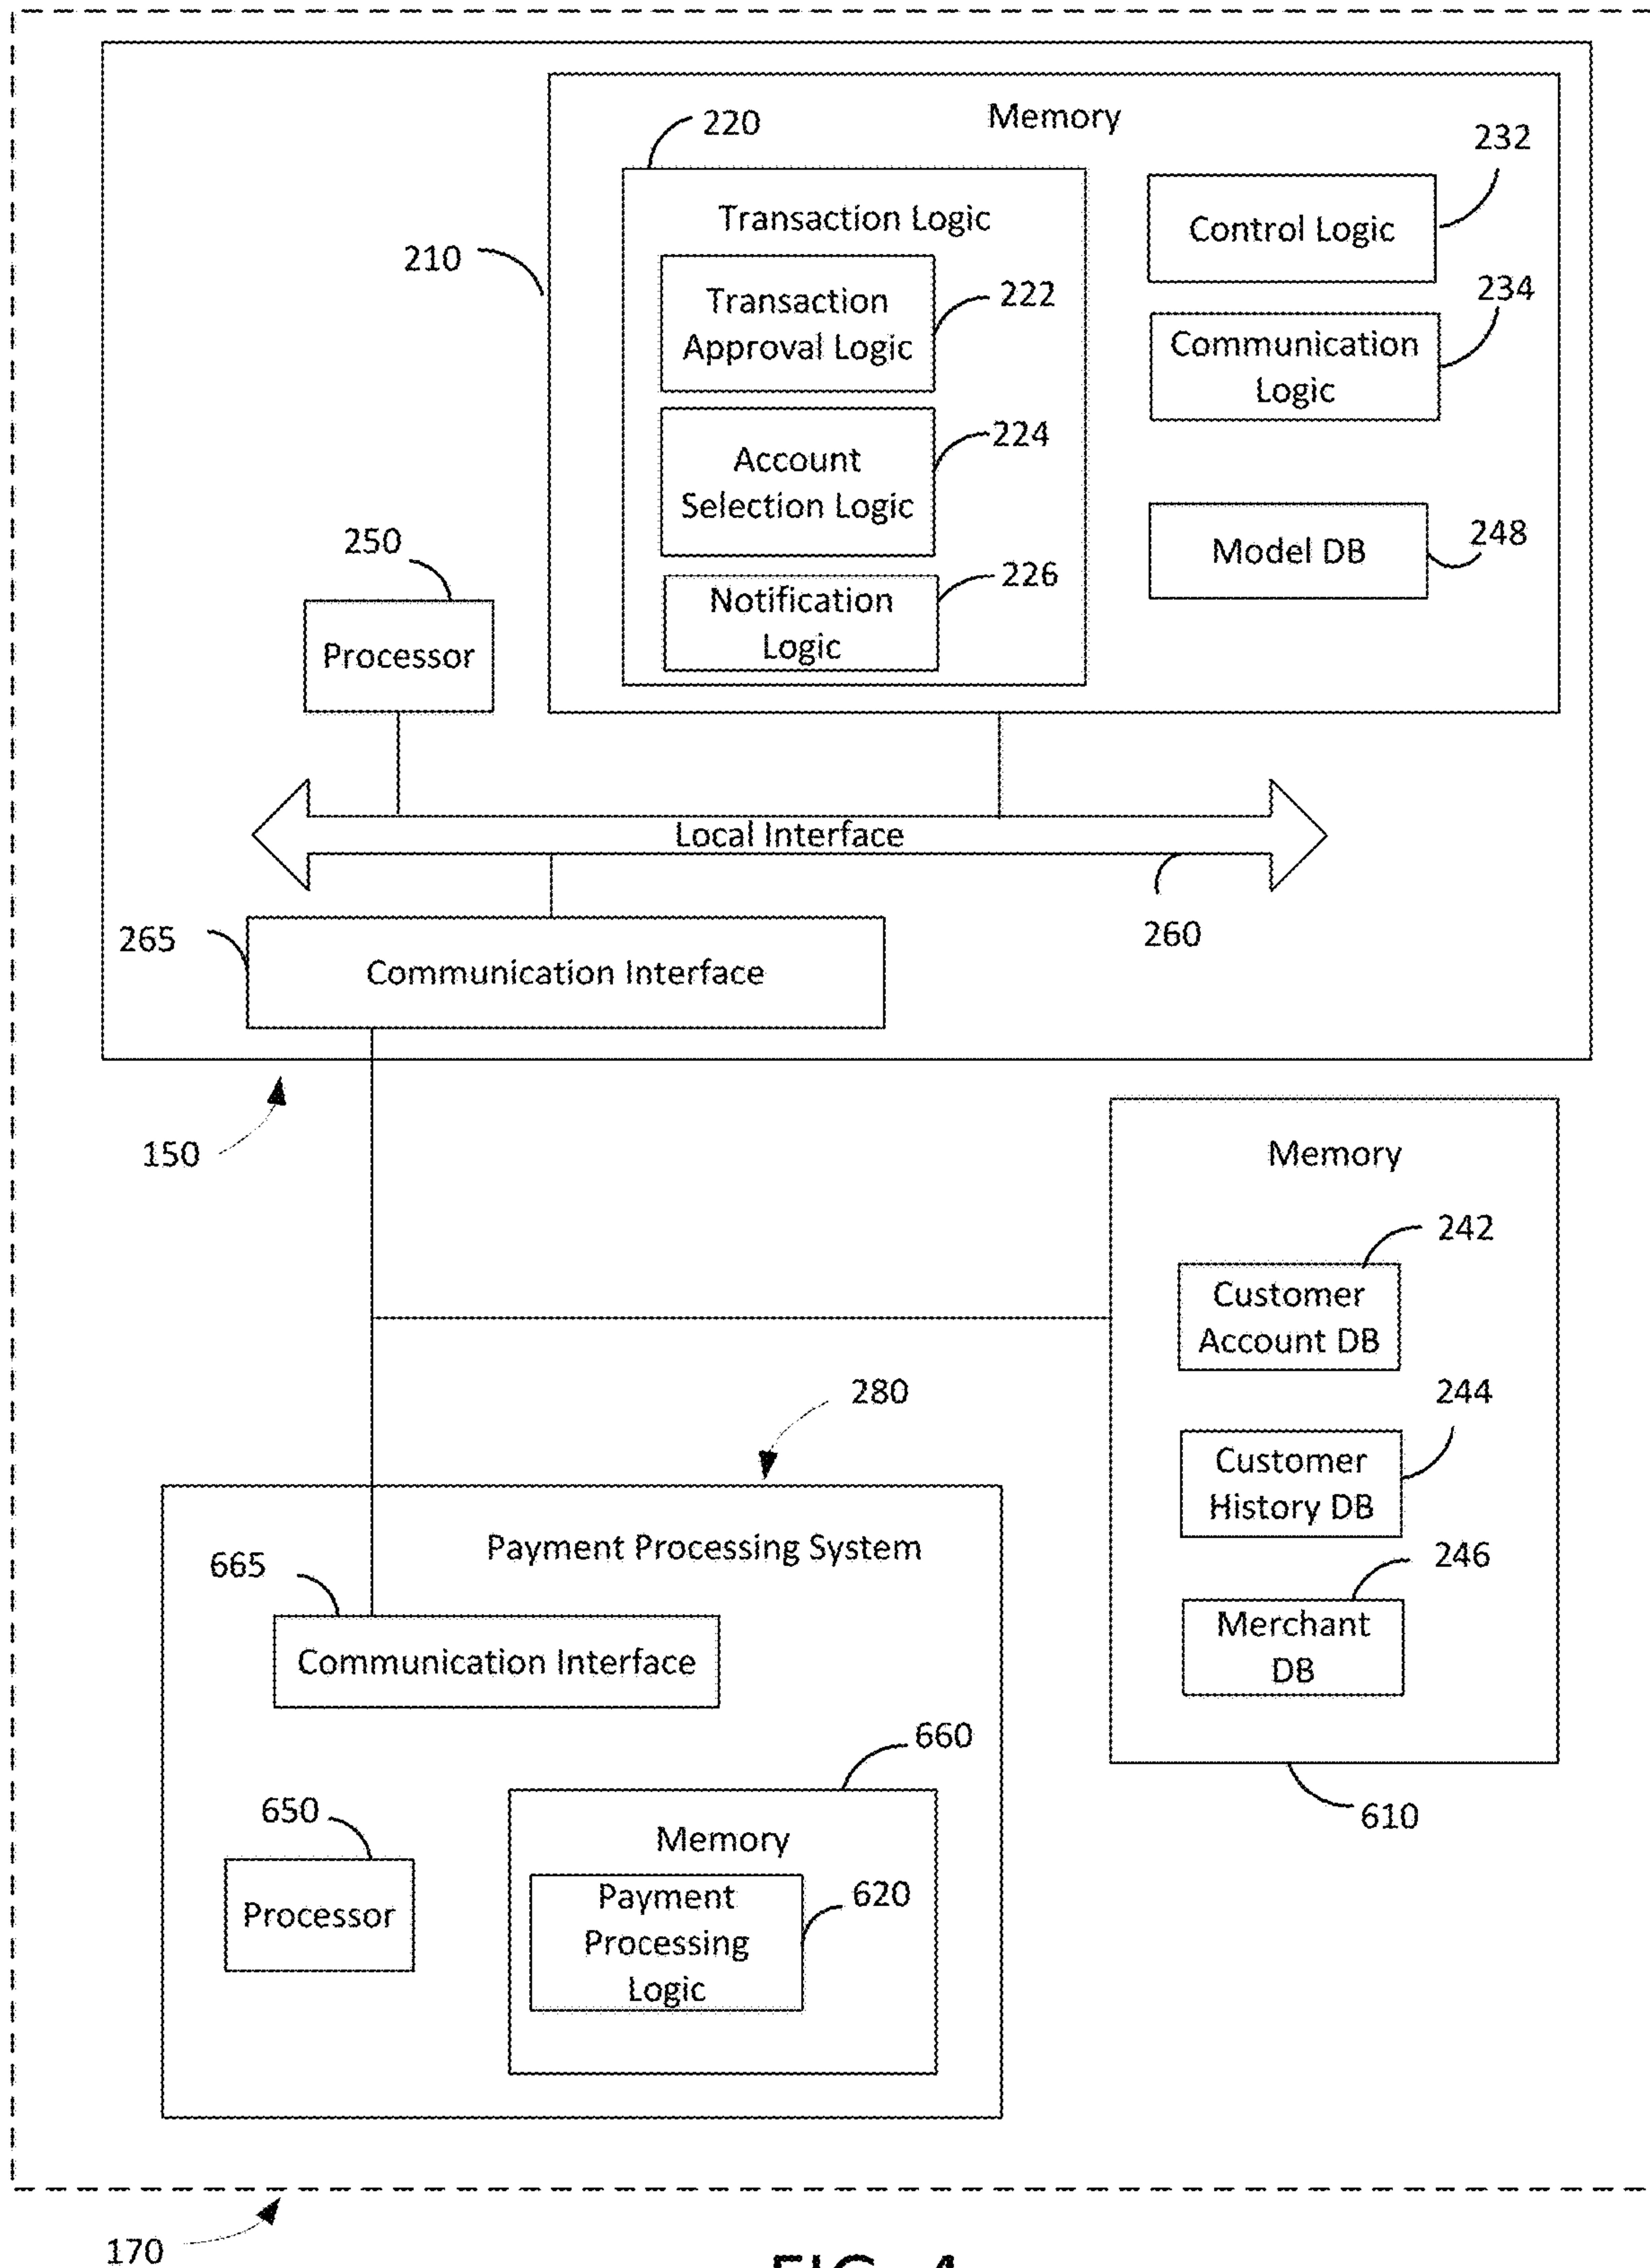 Memory
220
232
Transaction Logic
Control Logic
210
Transaction
Approval Logic
222
234
Communication
Logic
Account
Selection Logic
224
250
Model DB
248
Notification
Logic
226
Processor
Local Interface
265
260
Communication Interface
150
Memory
242
Customer
Account DB
280
244
Customer
History DB
Payment Processing System
246
665
Merchant
DB
Communication Interface
660
650
610
Memory
Processor
Payment
Processing
Logic
620
170
FIG. 4